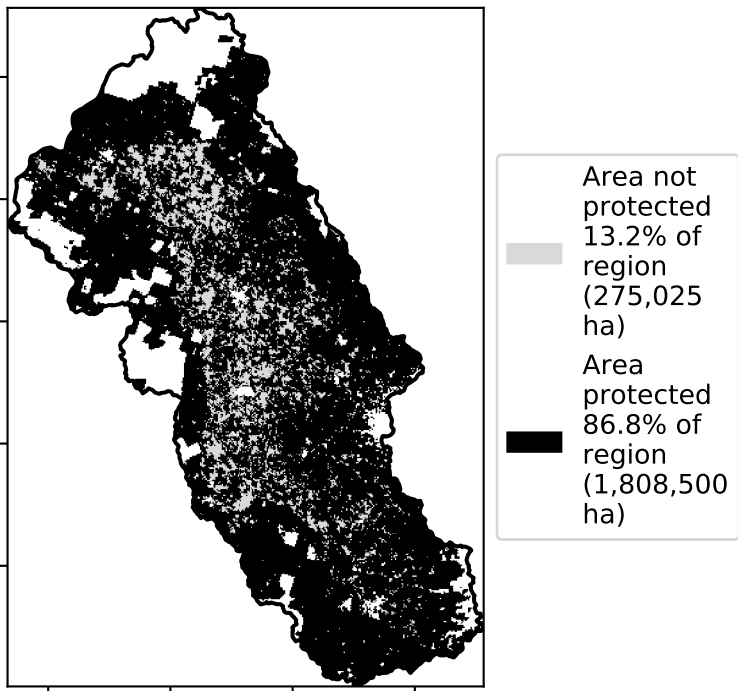 Area not
protected
13.2% of
region
(275,025
ha)
Area
protected
86.8% of
region
(1,808,500
ha)